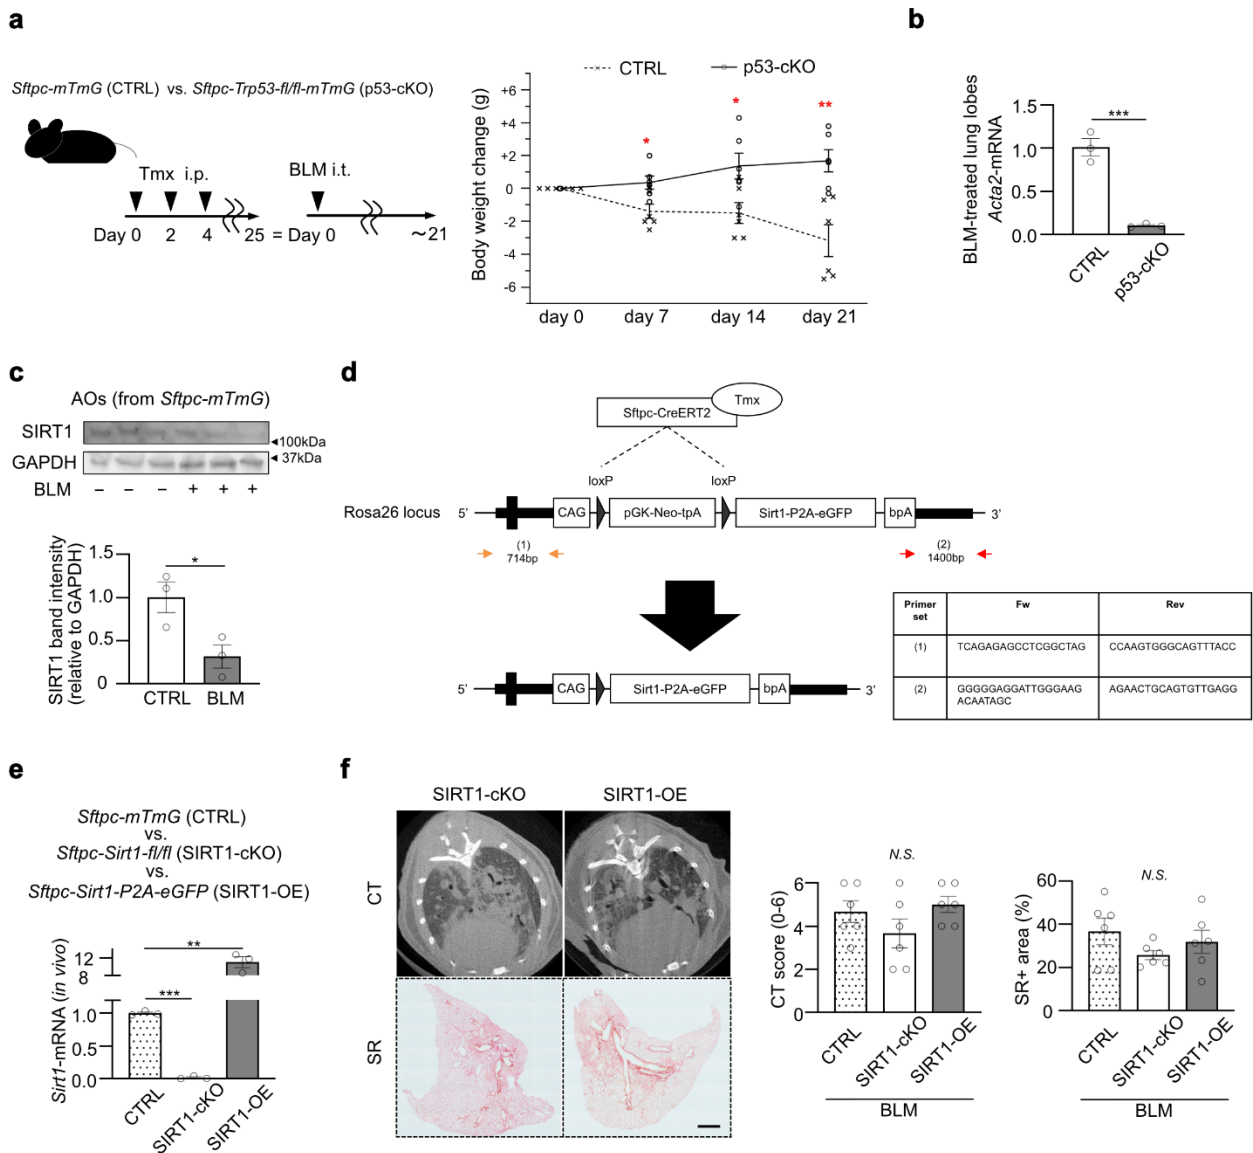 a
Sftpc-mTmG (CTRL) vs. Sftpc-Trp53-fl/fl-mTmG (p53-cKO)
Tmx i.p.
BLM i.t.
Day 0 2 4 25 = Day 0 ~21
CTRL
p53-cKO
Body weight change (g)
+6
+4
+2
0
-2
-4
-6
*
*
**
day 0 day 7 day 14 day 21
b
BLM-treated lung lobes
Acta2-mRNA
1.5
1.0
0.5
0.0
***
CTRL
p53-cKO
c
AOs (from Sftpc-mTmG)
SIRT1
◄100kDa
GAPDH
◄37kDa
BLM − − − + + +
SIRT1 band intensity
(relative to GAPDH)
1.5
1.0
0.5
0
*
CTRL BLM
d
Sftpc-CreERT2
Tmx
loxP loxP
Rosa26 locus 5' CAG pGK-Neo-tpA Sirt1-P2A-eGFP bpA 3'
(1)
714bp
(2)
1400bp
5' CAG Sirt1-P2A-eGFP bpA 3'
Primer set Fw Rev
(1) TCAGAGAGCCTCGGCTAG CCAAGTGGGCAGTTTACC
(2) GGGGGAGGATTGGGAAG AGAACTGCAGTGTTGAGG
ACAATAGC
e
Sftpc-mTmG (CTRL)
vs.
Sftpc-Sirt1-fl/fl (SIRT1-cKO)
vs.
Sftpc-Sirt1-P2A-eGFP (SIRT1-OE)
Sirt1-mRNA (in vivo)
12
8
1.0
0.5
0.0
**
***
CTRL
SIRT1-cKO
SIRT1-OE
f
SIRT1-cKO SIRT1-OE
CT
SR
CT score (0-6)
6
4
2
0
N.S.
CTRL
SIRT1-cKO
SIRT1-OE
BLM
SR+ area (%)
60
40
20
0
N.S.
CTRL
SIRT1-cKO
SIRT1-OE
BLM